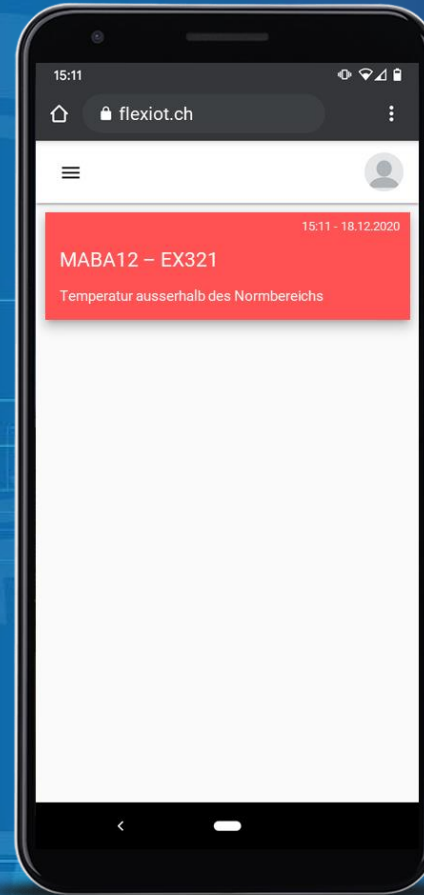 15:11
flexiot.ch
15:11 - 18.12.2020
MABA12 – EX321
Temperatur ausserhalb des Normbereichs